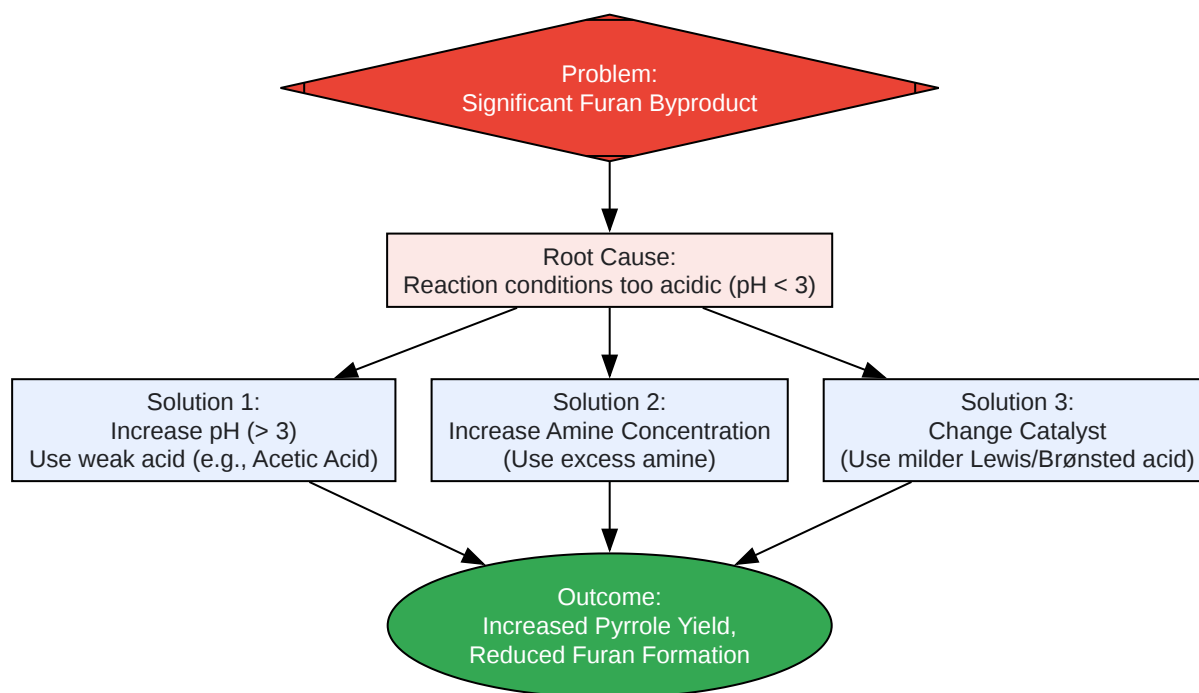 Problem:
Significant Furan Byproduct
Root Cause:
Reaction conditions too acidic (pH < 3)
Solution 1:
Increase pH (> 3)
Use weak acid (e.g., Acetic Acid)
Solution 2:
Increase Amine Concentration
(Use excess amine)
Solution 3:
Change Catalyst
(Use milder Lewis/Brønsted acid)
Outcome:
Increased Pyrrole Yield,
Reduced Furan Formation